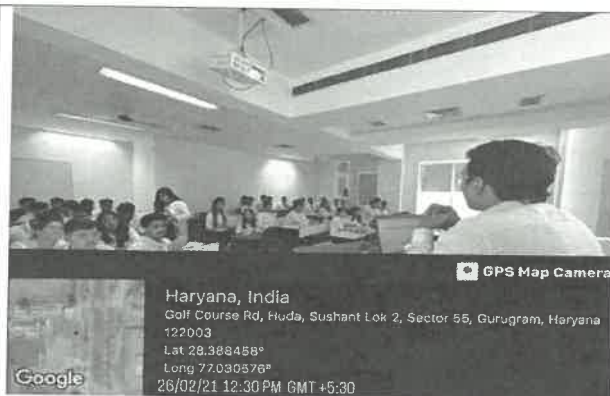 GPS Map Camera
Haryana, India
Golf Course Rd, Huda, Sushant Lok 2, Sector 55, Gurugram, Haryana
122003
Lat 28.388458°
Long 77.030576°
26/02/21 12:30 PM GMT +5:30
Google